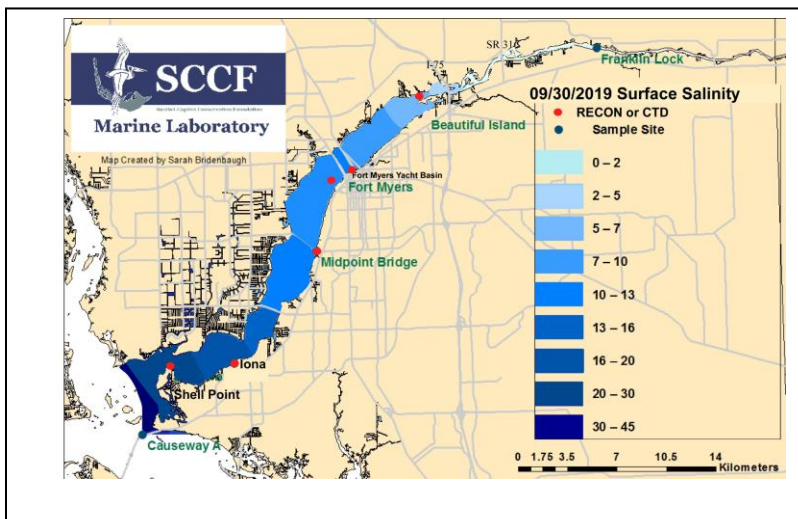 SCCF
Marine Laboratory
Map Created by Sarah Bridenbaugh
I-75
SR 31
Franklin Lock
Beautiful Island
Fort Myers Yacht Basin
Fort Myers
Midpoint Bridge
Iona
Shell Point
Causeway A
09/30/2019 Surface Salinity
RECON or CTD
Sample Site
0 – 2
2 – 5
5 – 7
7 – 10
10 – 13
13 – 16
16 – 20
20 – 30
30 – 45
0 1.75 3.5 7 10.5 14
Kilometers